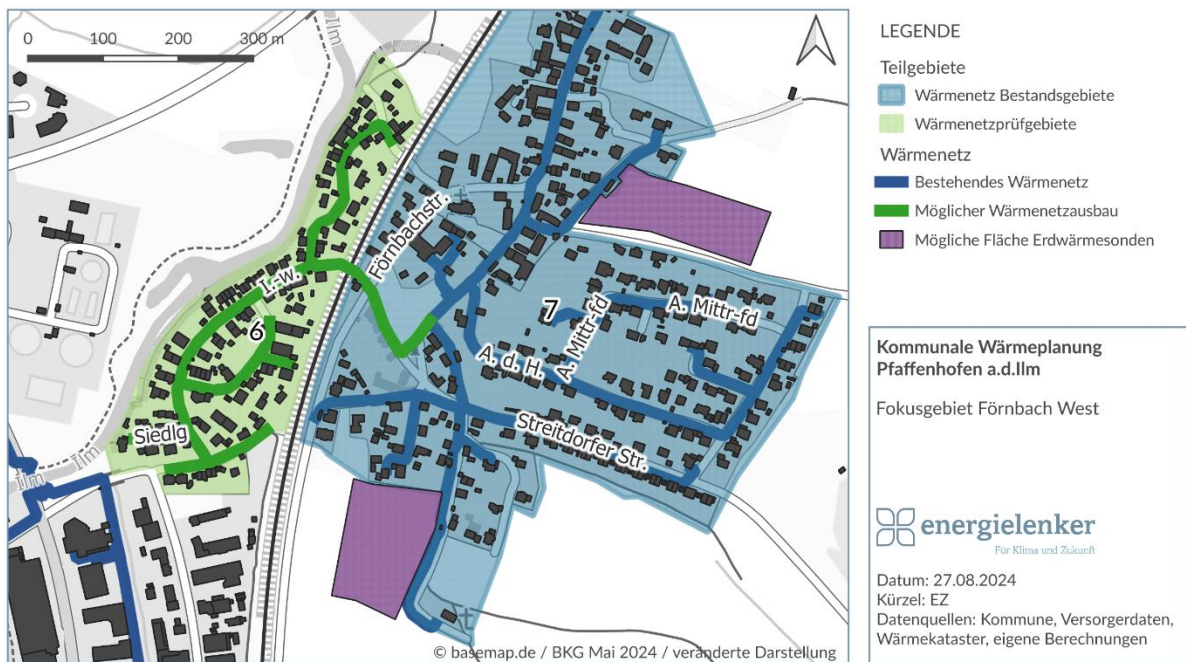 0 100 200 300 m
Ilm
Förnbachstr.
I.-w.
6
7
A. Mittr-fd
A. Mittr-fd
A. d. H.
Streitdorfer Str.
Siedlg
Ilm
Ilm
© basemap.de / BKG Mai 2024 / veränderte Darstellung
LEGENDE
Teilgebiete
Wärmenetz Bestandsgebiete
Wärmenetzprüfgebiete
Wärmenetz
Bestehendes Wärmenetz
Möglicher Wärmenetzausbau
Mögliche Fläche Erdwärmesonden
Kommunale Wärmeplanung
Pfaffenhofen a.d.Ilm
Fokusgebiet Förnbach West
energielenker
Für Klima und Zukunft
Datum: 27.08.2024
Kürzel: EZ
Datenquellen: Kommune, Versorgerdaten,
Wärmekataster, eigene Berechnungen